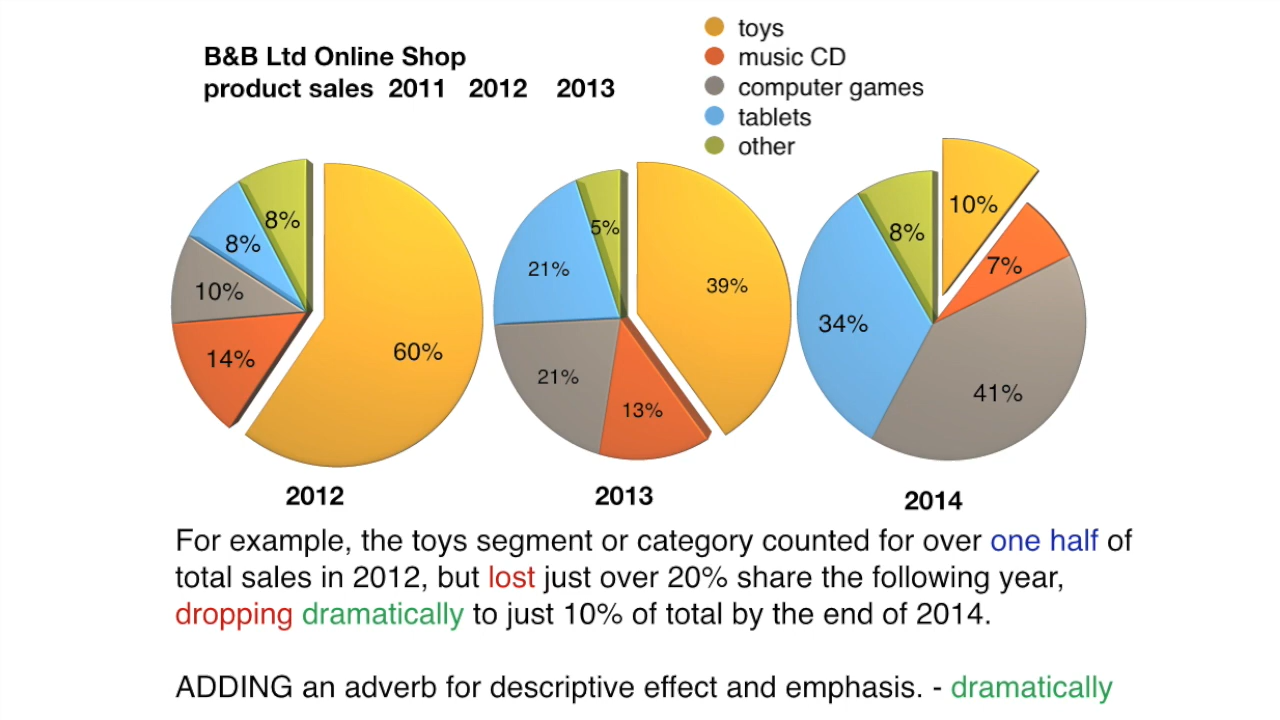 B&B Ltd Online Shop
product sales 2011 2012 2013
toys
music CD
computer games
tablets
other
8%
8%
10%
14%
60%
2012
5%
21%
39%
21%
13%
2013
10%
8%
7%
34%
41%
2014
For example, the toys segment or category counted for over one half of
total sales in 2012, but lost just over 20% share the following year,
dropping dramatically to just 10% of total by the end of 2014.
ADDING an adverb for descriptive effect and emphasis. - dramatically